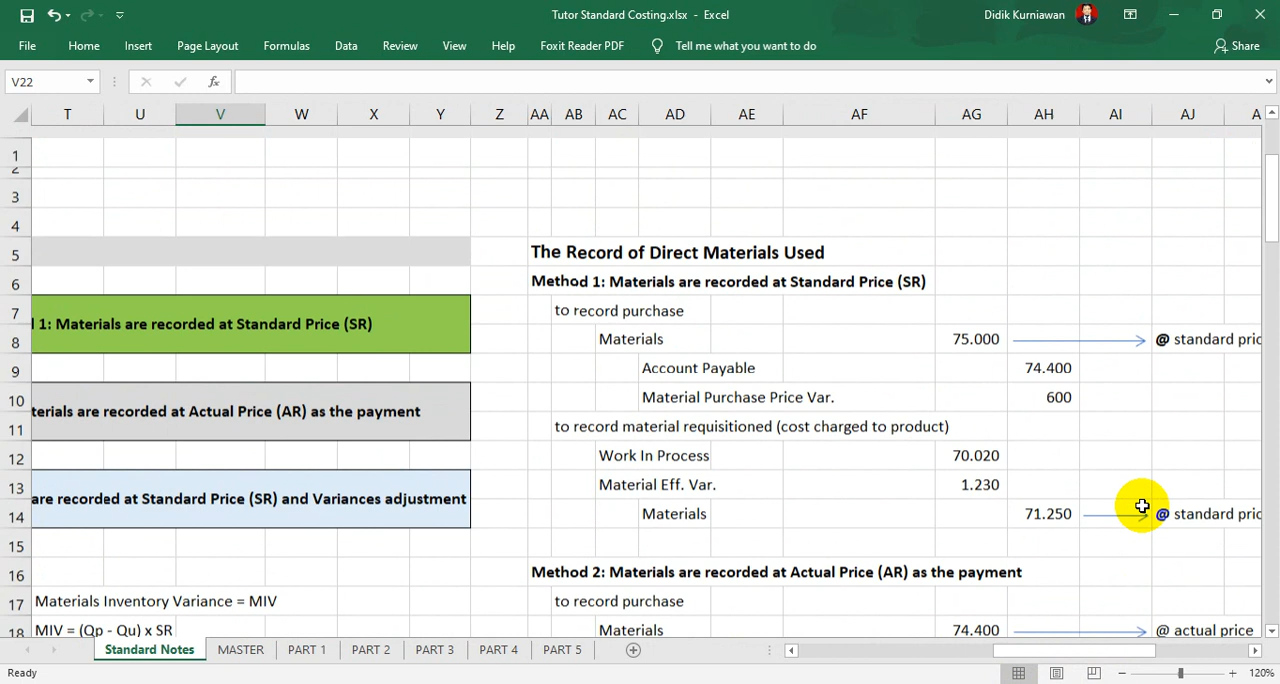 Tutor Standard Costing.xlsx - Excel
Didik Kurniawan
File Home Insert Page Layout Formulas Data Review View Help Foxit Reader PDF Tell me what you want to do Share
V22 fx
T U V W X Y Z AA AB AC AD AE AF AG AH AI AJ A
1
2
3
4
5 The Record of Direct Materials Used
6 Method 1: Materials are recorded at Standard Price (SR)
7 to record purchase
1: Materials are recorded at Standard Price (SR)
8 Materials 75.000 @ standard pric
9 Account Payable 74.400
10 Material Purchase Price Var. 600
terials are recorded at Actual Price (AR) as the payment
11 to record material requisitioned (cost charged to product)
12 Work In Process 70.020
13 Material Eff. Var. 1.230
are recorded at Standard Price (SR) and Variances adjustment
14 Materials 71.250 @ standard pric
15
16 Method 2: Materials are recorded at Actual Price (AR) as the payment
17 Materials Inventory Variance = MIV to record purchase
18 MIV = (Qp - Qu) x SR Materials 74.400 @ actual price
Standard Notes MASTER PART 1 PART 2 PART 3 PART 4 PART 5
Ready 120%